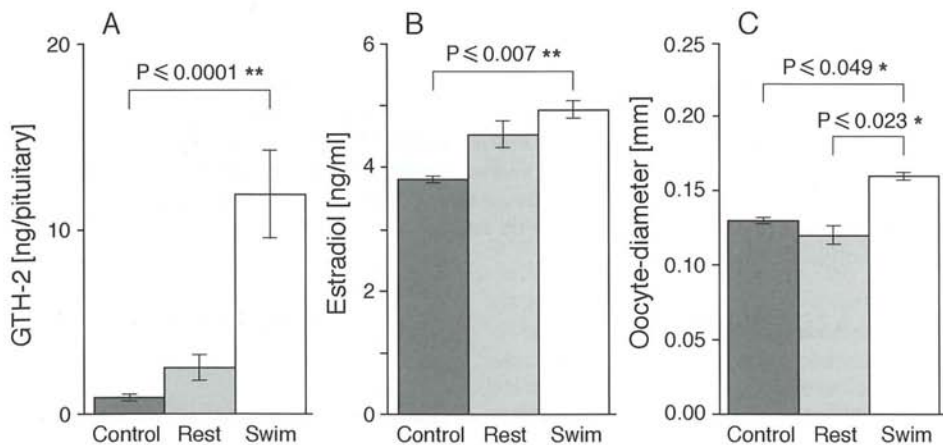 A
GTH-2 [ng/pituitary]
20
10
0
P ≤ 0.0001 **
Control Rest Swim
B
Estradiol [ng/ml]
6
4
2
0
P ≤ 0.007 **
Control Rest Swim
C
Oocyte-diameter [mm]
0.25
0.20
0.15
0.10
0.05
0.00
P ≤ 0.049 *
P ≤ 0.023 *
Control Rest Swim